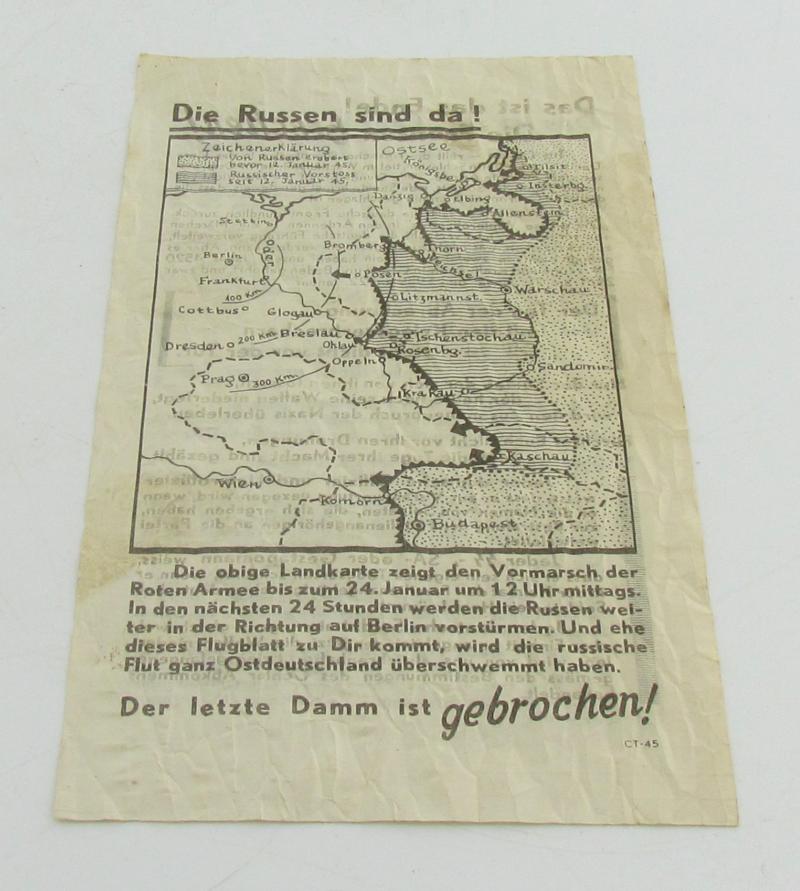 Die Russen sind da!
Zeichenerklärung
Von Russen erobert
bevor 12. Januar 45.
Russischer Vorstoss
seit 12. Januar 45.
Ostsee
Königsberg
Tilsit
Insterbg.
Danzig
Elbing
Allenstein
Stettin
Oder
Berlin
Bromberg
Thorn
Weichsel
Posen
Frankfurt
100 Km
Litzmannst.
Warschau
Cottbus
Glogau
Dresden
200 Km
Breslau
Ohlau
Tschenstochau
Rosenbg.
Oppeln
Sandomir
Prag
300 Km
Krakau
Kaschau
Wien
Komorn
Budapest
Die obige Landkarte zeigt den Vormarsch der
Roten Armee bis zum 24. Januar um 12 Uhr mittags.
In den nächsten 24 Stunden werden die Russen wei-
ter in der Richtung auf Berlin vorstürmen. Und ehe
dieses Flugblatt zu Dir kommt, wird die russische
Flut ganz Ostdeutschland überschwemmt haben.
Der letzte Damm ist gebrochen!
CT-45